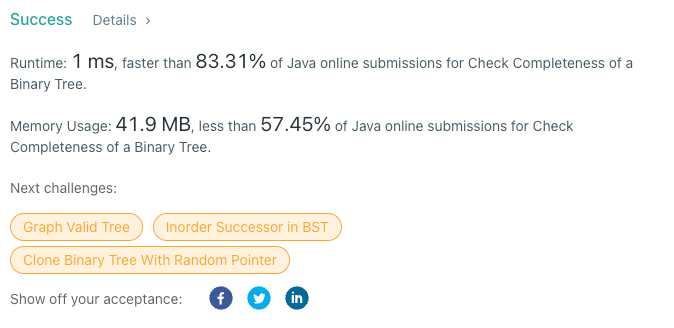 Success Details ›
Runtime: 1 ms, faster than 83.31% of Java online submissions for Check Completeness of a
Binary Tree.
Memory Usage: 41.9 MB, less than 57.45% of Java online submissions for Check
Completeness of a Binary Tree.
Next challenges:
Graph Valid Tree Inorder Successor in BST
Clone Binary Tree With Random Pointer
Show off your acceptance: f in